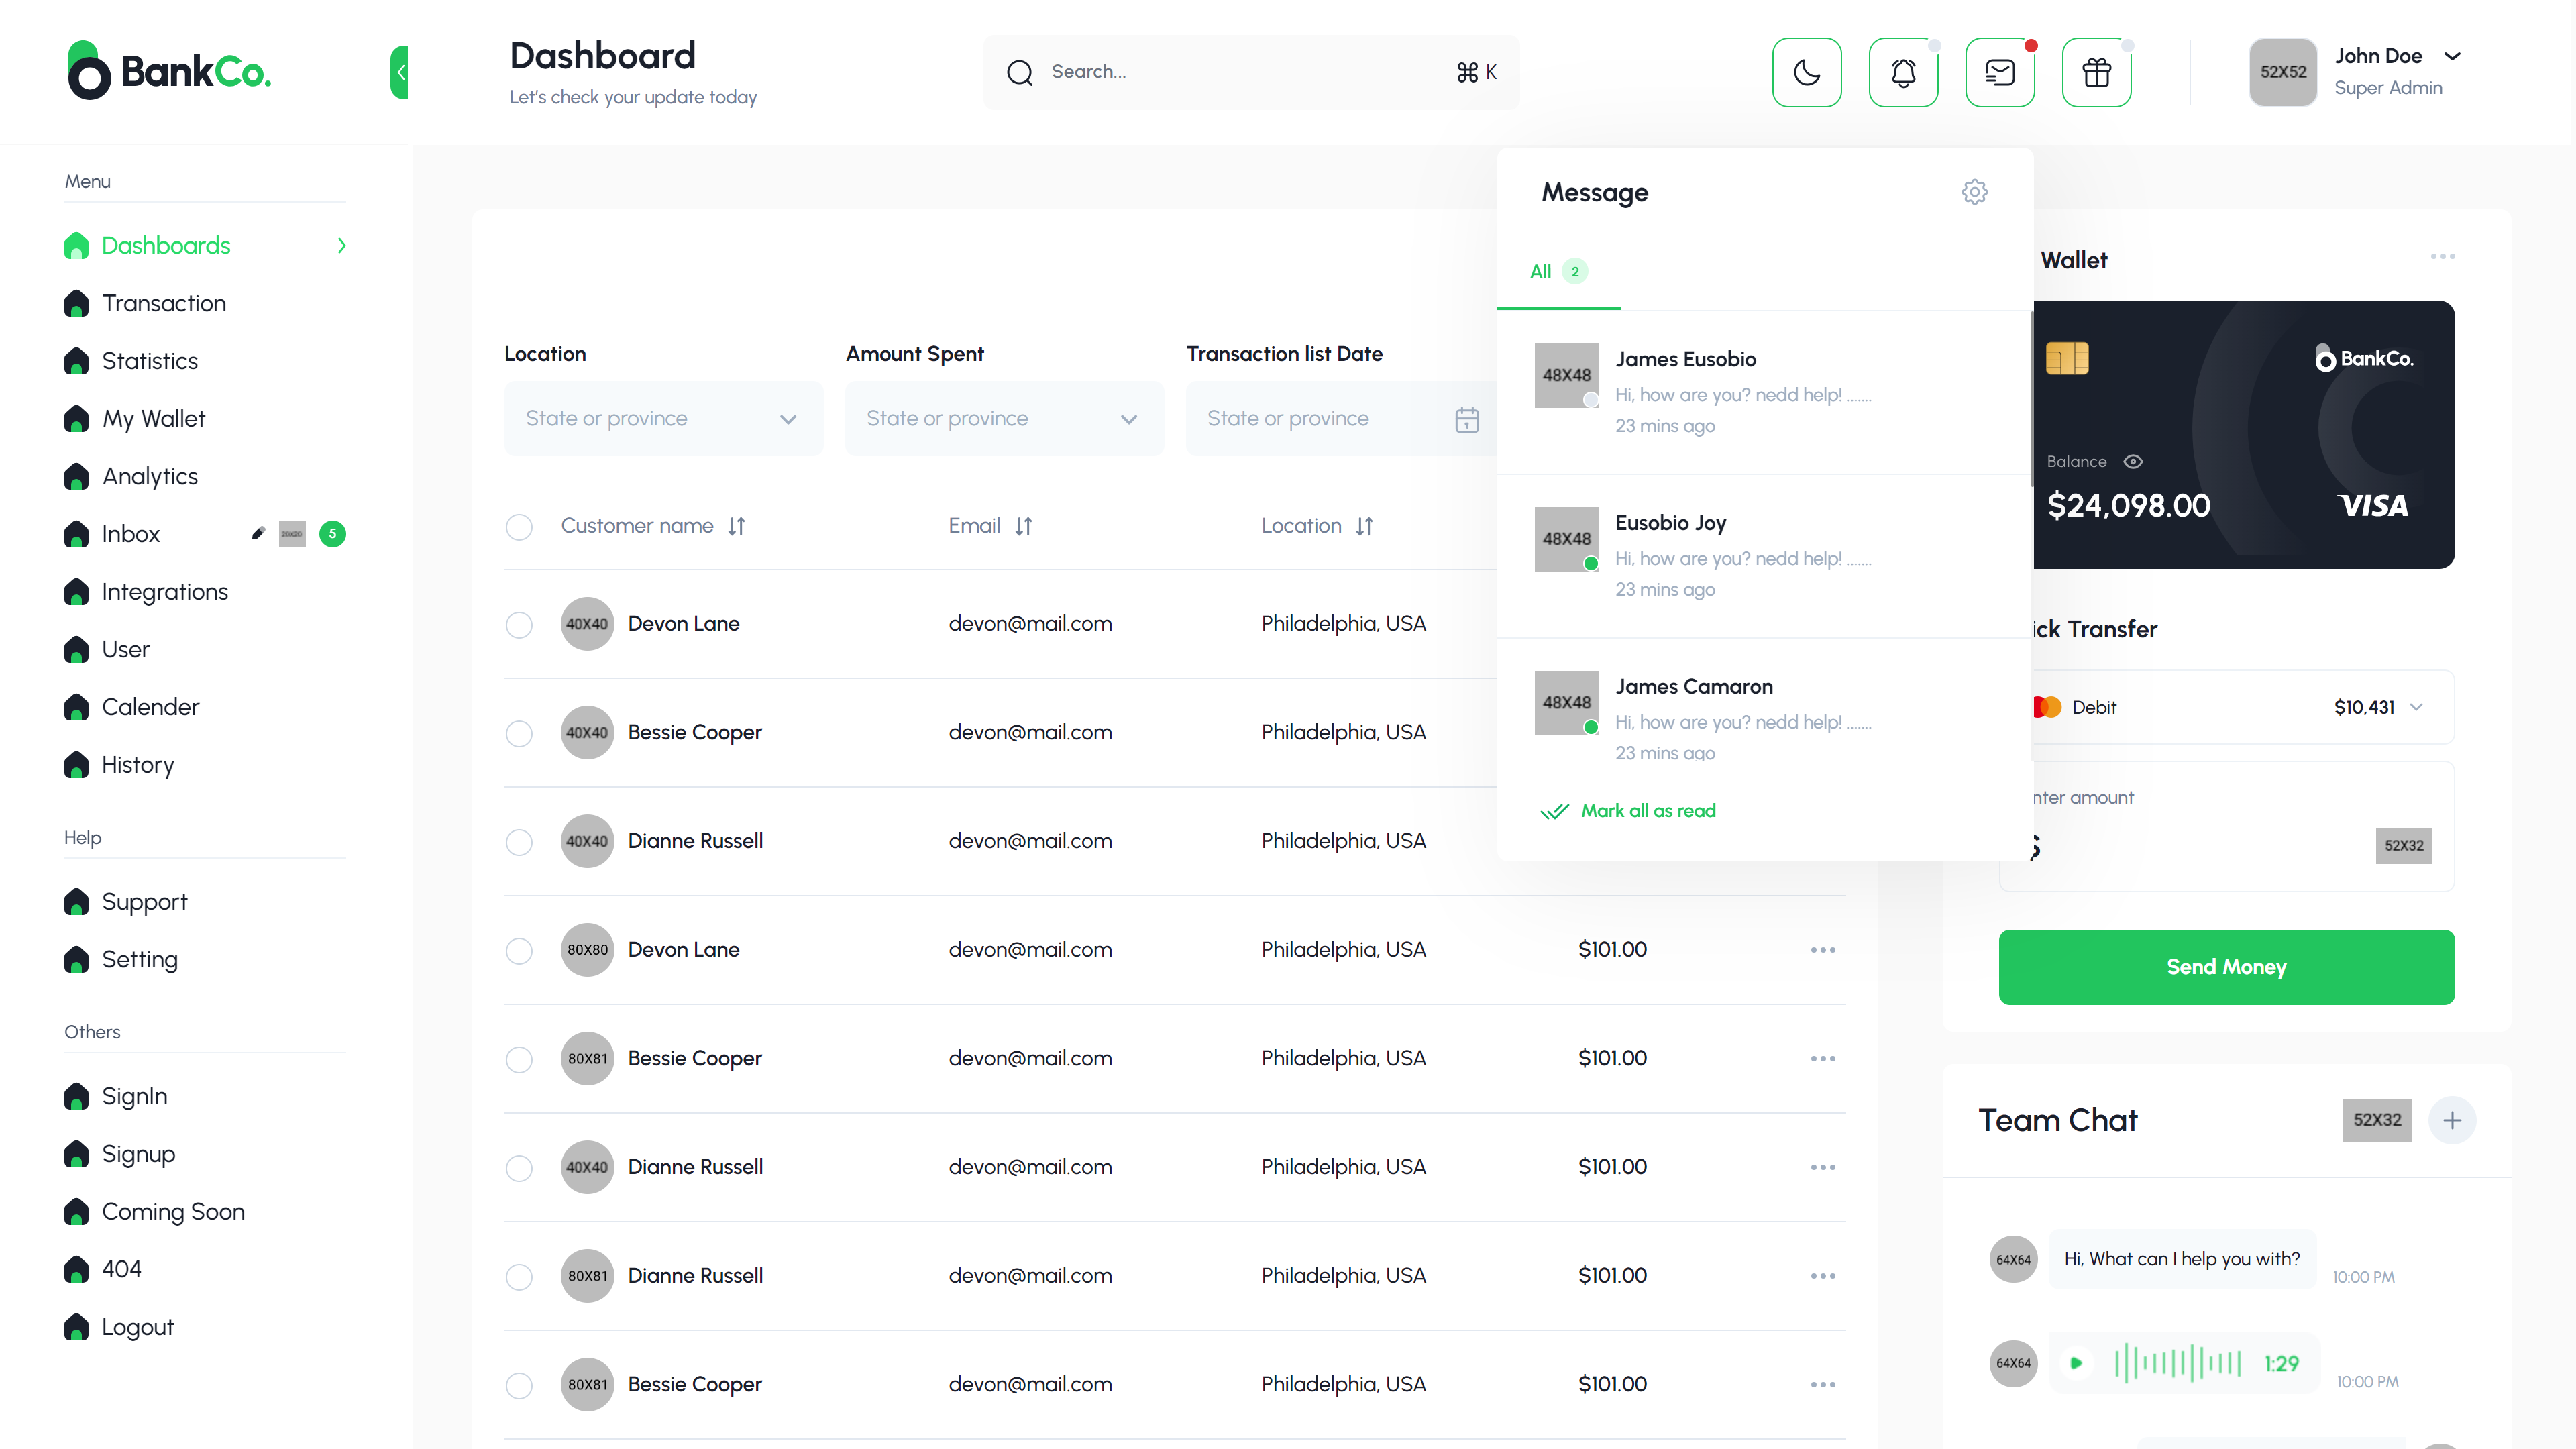 BankCo.
Dashboard
Let's check your update today
Search...
⌘ K
52X52
John Doe
Super Admin
Menu
Dashboards
Transaction
Statistics
My Wallet
Analytics
Inbox
20x20
5
Integrations
User
Calender
History
Help
Support
Setting
Others
SignIn
Signup
Coming Soon
404
Logout
Location
Amount Spent
Transaction list Date
State or province
State or province
State or province
Customer name
Email
Location
40X40 Devon Lane devon@mail.com Philadelphia, USA
40X40 Bessie Cooper devon@mail.com Philadelphia, USA
40X40 Dianne Russell devon@mail.com Philadelphia, USA
80X80 Devon Lane devon@mail.com Philadelphia, USA $101.00
80X81 Bessie Cooper devon@mail.com Philadelphia, USA $101.00
40X40 Dianne Russell devon@mail.com Philadelphia, USA $101.00
80X81 Dianne Russell devon@mail.com Philadelphia, USA $101.00
80X81 Bessie Cooper devon@mail.com Philadelphia, USA $101.00
Message
All 2
48X48
James Eusobio
Hi, how are you? nedd help! .......
23 mins ago
48X48
Eusobio Joy
Hi, how are you? nedd help! .......
23 mins ago
48X48
James Camaron
Hi, how are you? nedd help! .......
23 mins ago
Mark all as read
Wallet
BankCo.
Balance
$24,098.00
VISA
ick Transfer
Debit
$10,431
nter amount
$
52X32
Send Money
Team Chat
52X32
64X64
Hi, What can I help you with?
10:00 PM
64X64
1:29
10:00 PM